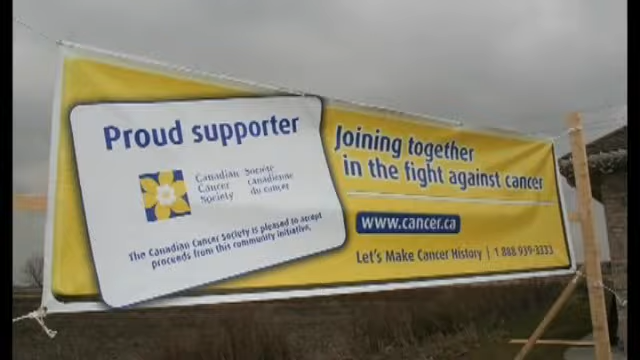 Proud supporter
Canadian Société
Cancer canadienne
Society du cancer
The Canadian Cancer Society is pleased to accept
proceeds from this community initiative.
Joining together
in the fight against cancer
www.cancer.ca
Let's Make Cancer History | 1 888 939-3333